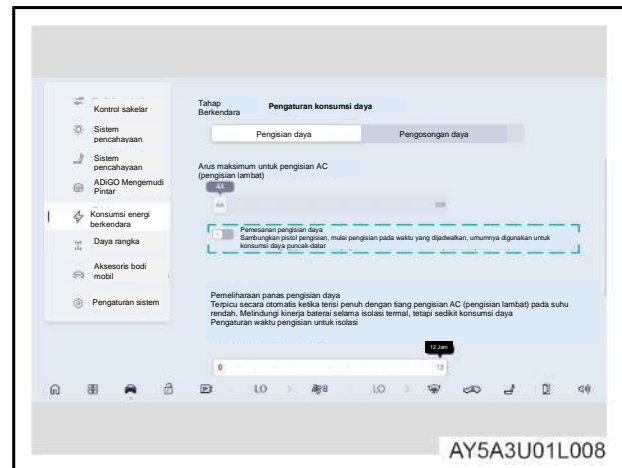 Kontrol sakelar
Sistem
pencahayaan
Sistem
pencahayaan
ADiGO Mengemudi
Pintar
Konsumsi energi
berkendara
Daya rangka
Aksesoris bodi
mobil
Pengaturan sistem
Tahap
Berkendara
Pengaturan konsumsi daya
Pengisian daya
Pengosongan daya
Arus maksimum untuk pengisian AC
(pengisian lambat)
4A
4A
Pemesanan pengisian daya
Sambungkan pistol pengisian, mulai pengisian pada waktu yang dijadwalkan, umumnya digunakan untuk
konsumsi daya puncak-datar
Pemeliharaan panas pengisian daya
Terpicu secara otomatis ketika terisi penuh dengan tiang pengisian AC (pengisian lambat) pada suhu
rendah. Melindungi kinerja baterai selama isolasi termal, tetapi sedikit konsumsi daya
Pengaturan waktu pengisian untuk isolasi
12 Jam
0
12
LO
LO
AY5A3U01L008